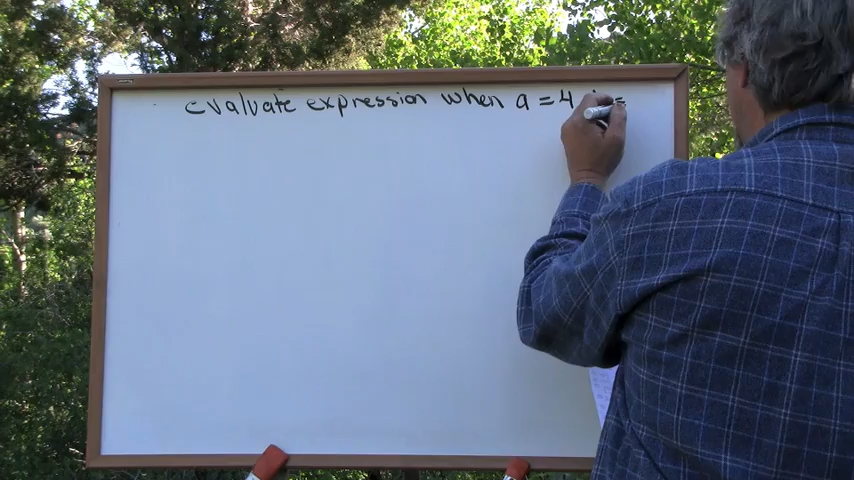 evaluate expression when a = 4 =